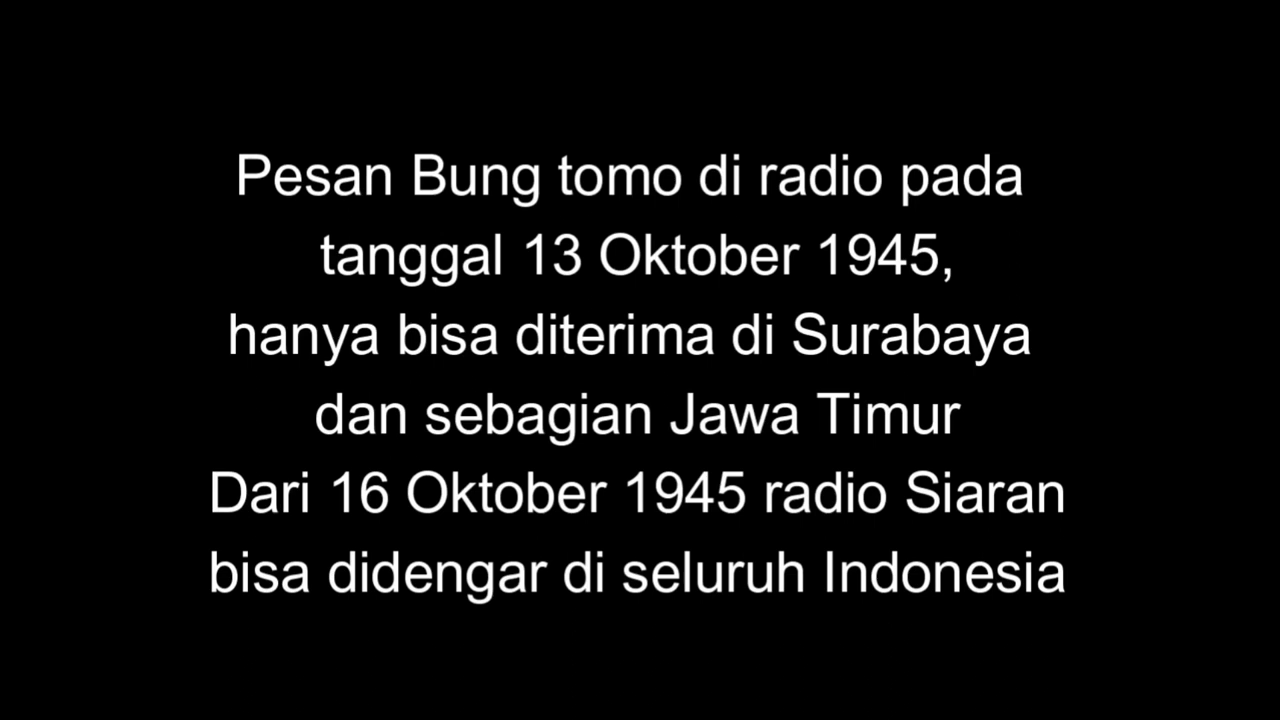 Pesan Bung tomo di radio pada
tanggal 13 Oktober 1945,
hanya bisa diterima di Surabaya
dan sebagian Jawa Timur
Dari 16 Oktober 1945 radio Siaran
bisa didengar di seluruh Indonesia